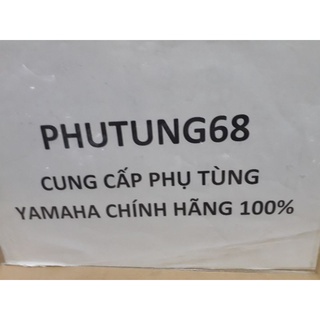 PHUTUNG68
CUNG CẤP PHỤ TÙNG
YAMAHA CHÍNH HÃNG 100%